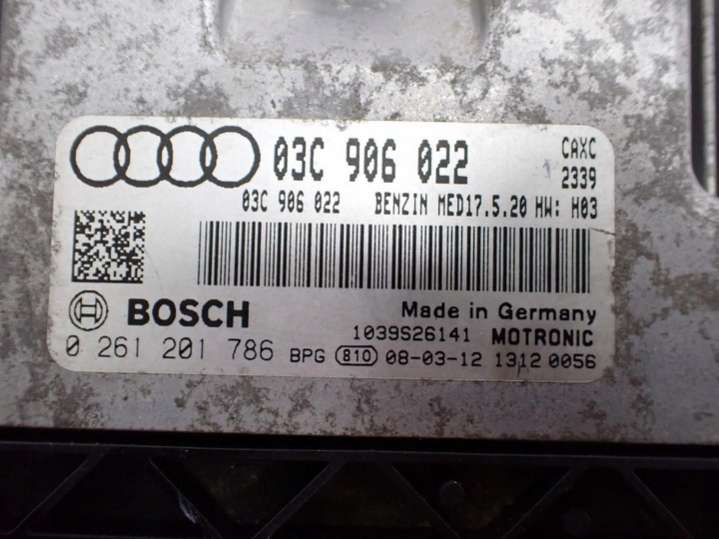 03C 906 022 CAXC
2339
03C 906 022 BENZIN MED17.5.20 HW: H03
BOSCH Made in Germany
1039S26141 MOTRONIC
0 261 201 786 BPG 810 08-03-12 1312 0056